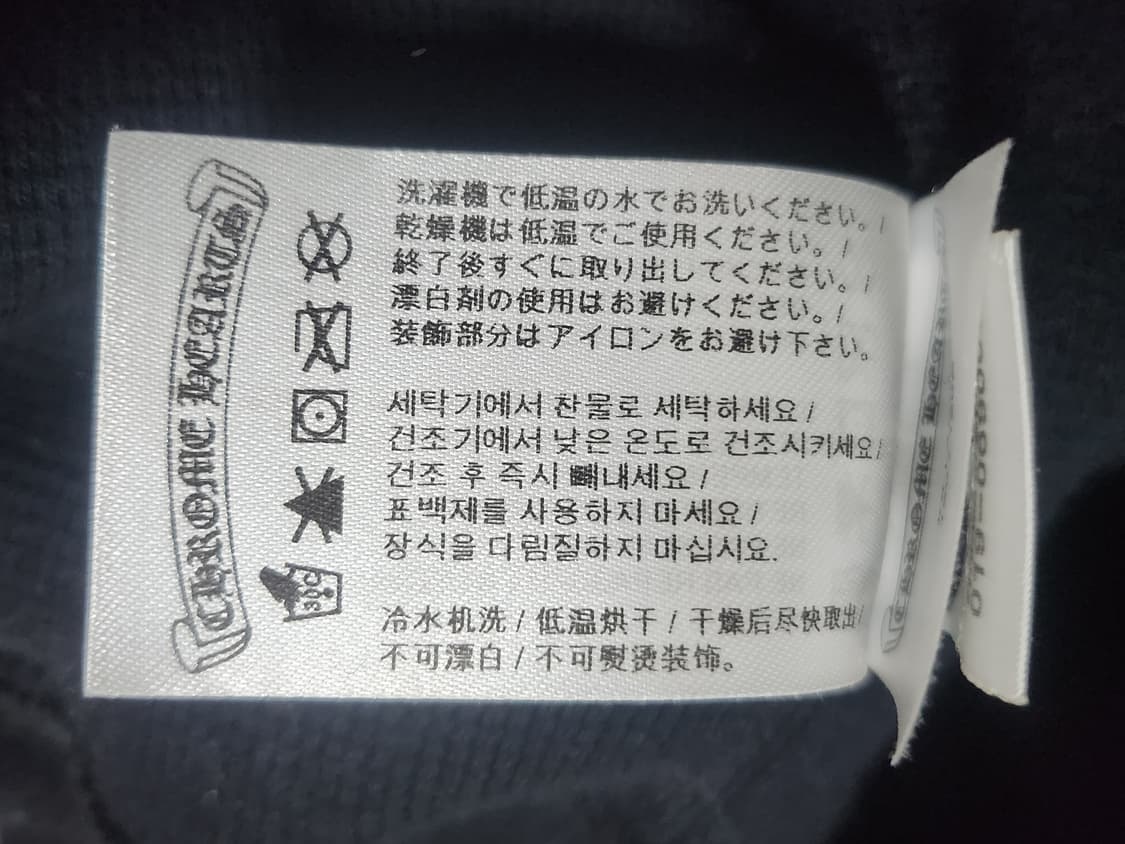 CHROME HEARTS
洗濯機で低温の水でお洗いください。/
乾燥機は低温でご使用ください。/
終了後すぐに取り出してください。/
漂白剤の使用はお避けください。/
装飾部分はアイロンをお避け下さい。
세탁기에서 찬물로 세탁하세요 /
건조기에서 낮은 온도로 건조시키세요/
건조 후 즉시 빼내세요 /
표백제를 사용하지 마세요 /
장식을 다림질하지 마십시오.
冷水机洗 / 低温烘干 / 干燥后尽快取出/
不可漂白 / 不可熨烫装饰。
30C
CHROME HEARTS